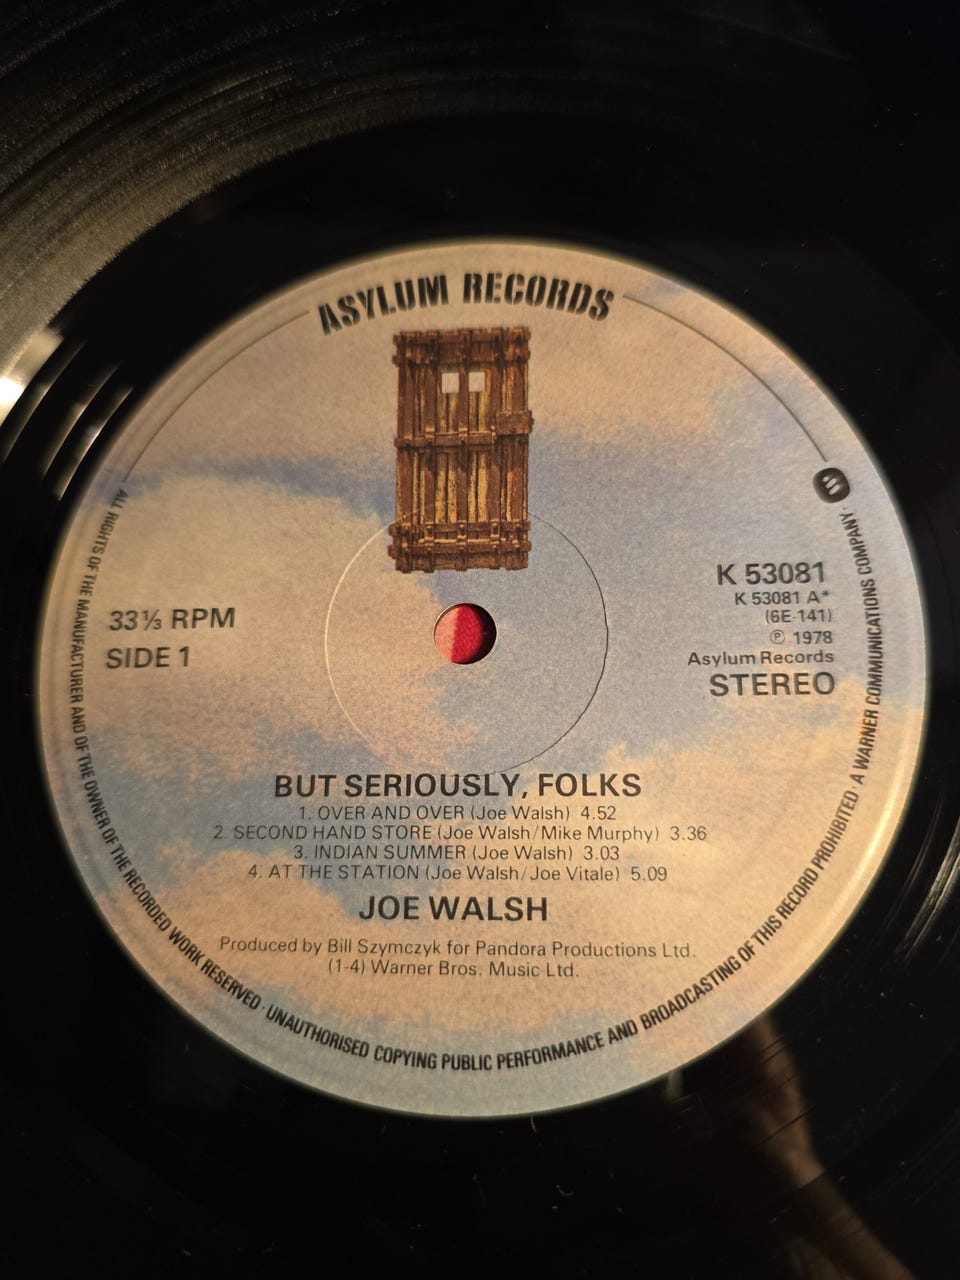 ASYLUM RECORDS
33⅓ RPM
SIDE 1
K 53081
K 53081 A*
(6E-141)
℗ 1978
Asylum Records
STEREO
BUT SERIOUSLY, FOLKS
1. OVER AND OVER (Joe Walsh) 4.52
2. SECOND HAND STORE (Joe Walsh/Mike Murphy) 3.36
3. INDIAN SUMMER (Joe Walsh) 3.03
4. AT THE STATION (Joe Walsh/Joe Vitale) 5.09
JOE WALSH
Produced by Bill Szymczyk for Pandora Productions Ltd.
(1-4) Warner Bros. Music Ltd.
ALL RIGHTS OF THE MANUFACTURER AND OF THE OWNER OF THE RECORDED WORK RESERVED · UNAUTHORISED COPYING PUBLIC PERFORMANCE AND BROADCASTING OF THIS RECORD PROHIBITED · A WARNER COMMUNICATIONS COMPANY ·